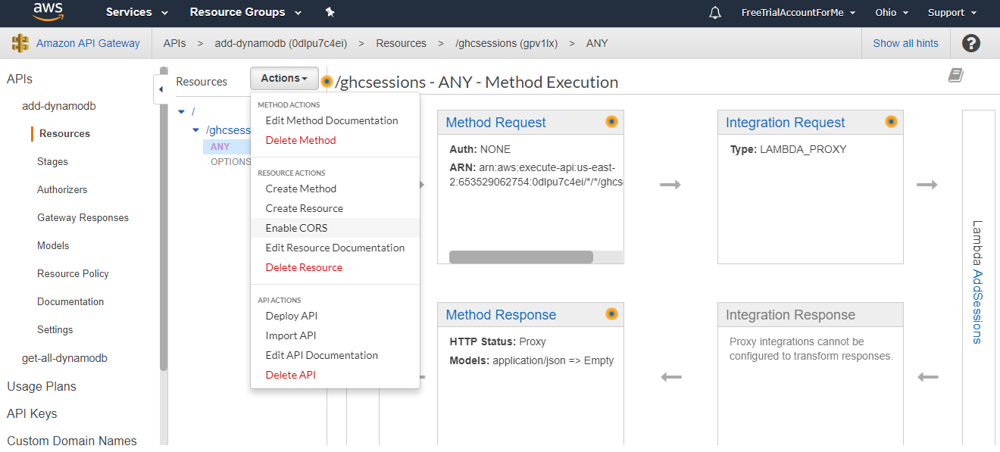 aws
Services
Resource Groups
FreeTrialAccountForMe
Ohio
Support
Amazon API Gateway
APIs > add-dynamodb (0dlpu7c4ei) > Resources > /ghcsessions (gpv1lx) > ANY
Show all hints
?
APIs
add-dynamodb
Resources
Stages
Authorizers
Gateway Responses
Models
Resource Policy
Documentation
Settings
get-all-dynamodb
Usage Plans
API Keys
Custom Domain Names
Resources
Actions
/
/ghcsess
ANY
OPTIONS
METHOD ACTIONS
Edit Method Documentation
Delete Method
RESOURCE ACTIONS
Create Method
Create Resource
Enable CORS
Edit Resource Documentation
Delete Resource
API ACTIONS
Deploy API
Import API
Edit API Documentation
Delete API
/ghcsessions - ANY - Method Execution
Method Request
Auth: NONE
ARN: arn:aws:execute-api:us-east-
2:653529062754:0dlpu7c4ei/*/*/ghcs
Integration Request
Type: LAMBDA_PROXY
Method Response
HTTP Status: Proxy
Models: application/json => Empty
Integration Response
Proxy integrations cannot be
configured to transform responses.
Lambda AddSessions